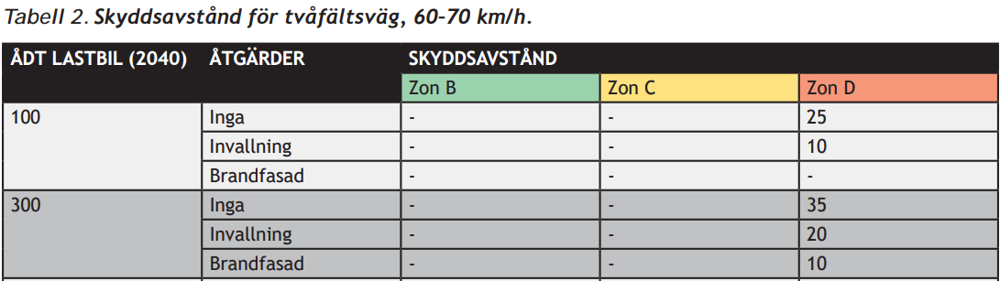 Tabell 2. Skyddsavstånd för tvåfältsväg, 60–70 km/h.
ÅDT LASTBIL (2040) ÅTGÄRDER SKYDDSAVSTÅND
Zon B Zon C Zon D
100 Inga - - 25
Invallning - - 10
Brandfasad - - -
300 Inga - - 35
Invallning - - 20
Brandfasad - - 10